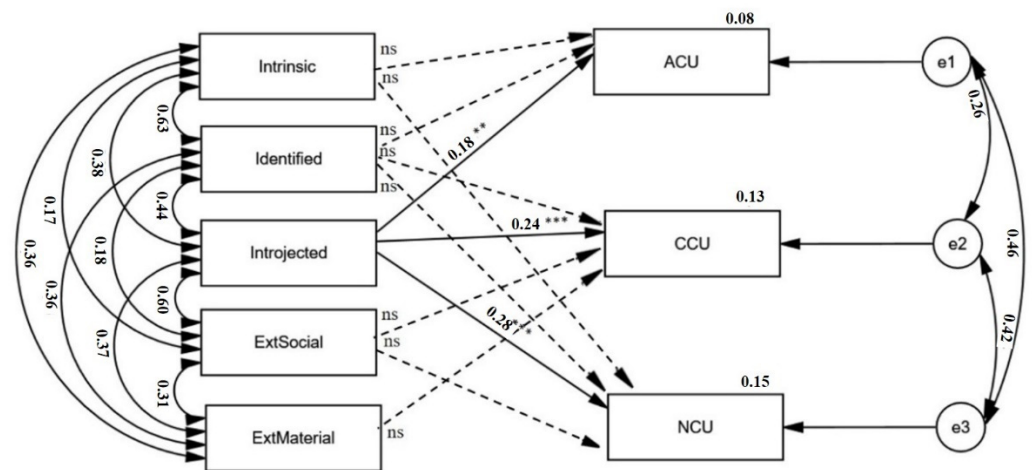 0.08
Intrinsic
ns
ns
ACU
e1
0.26
0.63
Identified
ns
ns
ns
0.18 **
0.38
0.17
0.44
0.13
0.36
0.18
Introjected
0.24 ***
CCU
e2
0.46
0.36
0.60
0.28***
0.42
0.37
ExtSocial
ns
ns
0.31
0.15
ExtMaterial
ns
NCU
e3